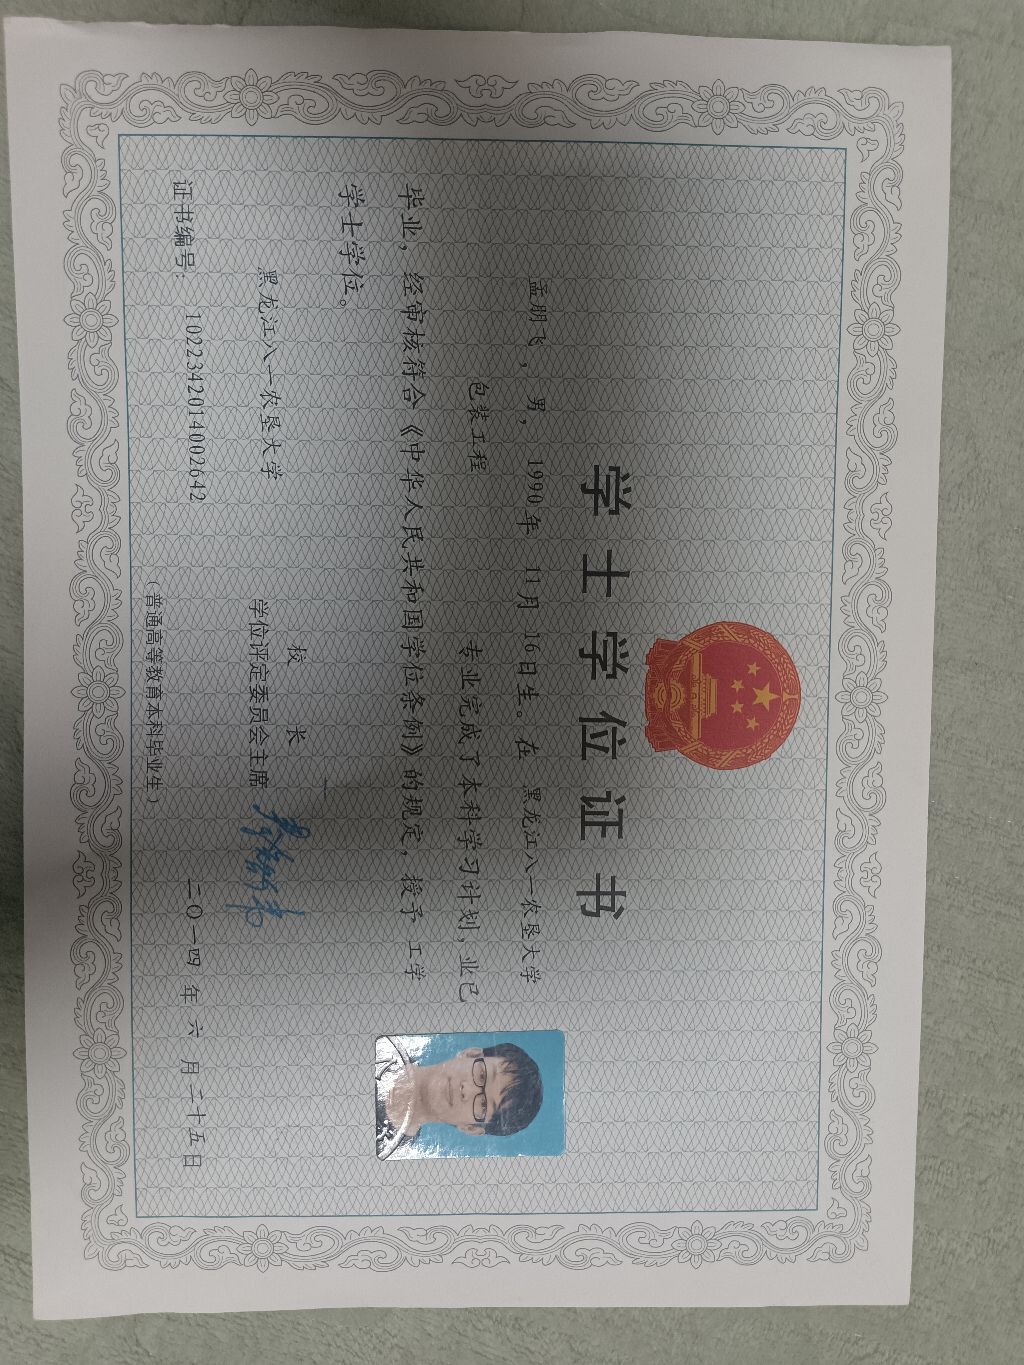 学士学位证书
孟朋飞，男，1990年 11月 16日生。在 黑龙江八一农垦大学
包装工程 专业完成了本科学习计划，业已
毕业，经审核符合《中华人民共和国学位条例》的规定，授予 工学
学士学位。
黑龙江八一农垦大学
校 长
学位评定委员会主席
证书编号：1022342014002642
二〇一四 年 六 月二十五日
（普通高等教育本科毕业生）